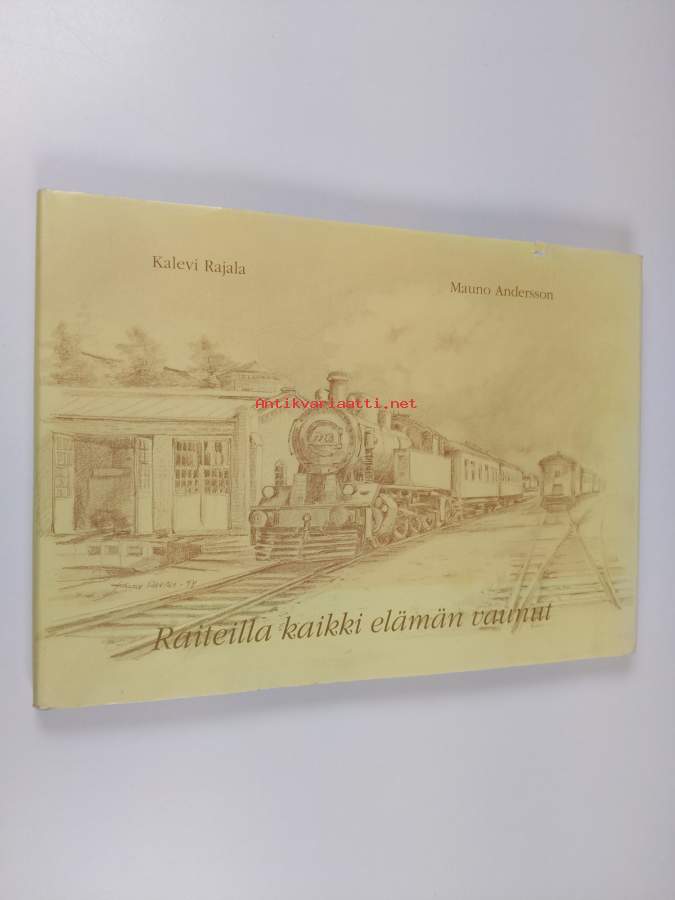 Kalevi Rajala
Mauno Andersson
Antikvariaatti.net
Raiteilla kaikki elämän vaunut